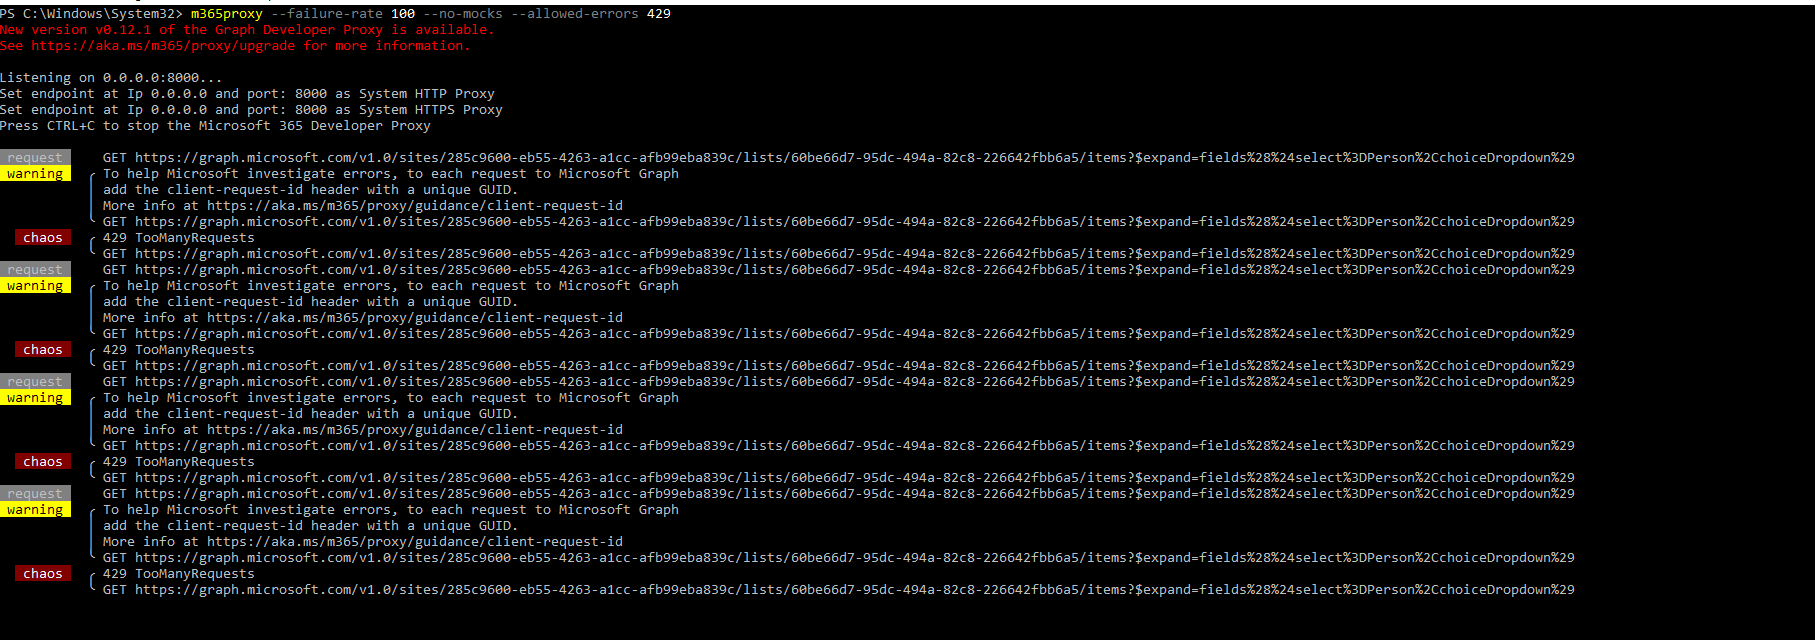 PS C:\Windows\System32> m365proxy --failure-rate 100 --no-mocks --allowed-errors 429
New version v0.12.1 of the Graph Developer Proxy is available.
See https://aka.ms/m365/proxy/upgrade for more information.
Listening on 0.0.0.0:8000...
Set endpoint at Ip 0.0.0.0 and port: 8000 as System HTTP Proxy
Set endpoint at Ip 0.0.0.0 and port: 8000 as System HTTPS Proxy
Press CTRL+C to stop the Microsoft 365 Developer Proxy
request GET https://graph.microsoft.com/v1.0/sites/285c9600-eb55-4263-a1cc-afb99eba839c/lists/60be66d7-95dc-494a-82c8-226642fbb6a5/items?$expand=fields%28%24select%3DPerson%2CchoiceDropdown%29
warning To help Microsoft investigate errors, to each request to Microsoft Graph
add the client-request-id header with a unique GUID.
More info at https://aka.ms/m365/proxy/guidance/client-request-id
GET https://graph.microsoft.com/v1.0/sites/285c9600-eb55-4263-a1cc-afb99eba839c/lists/60be66d7-95dc-494a-82c8-226642fbb6a5/items?$expand=fields%28%24select%3DPerson%2CchoiceDropdown%29
chaos 429 TooManyRequests
GET https://graph.microsoft.com/v1.0/sites/285c9600-eb55-4263-a1cc-afb99eba839c/lists/60be66d7-95dc-494a-82c8-226642fbb6a5/items?$expand=fields%28%24select%3DPerson%2CchoiceDropdown%29
request GET https://graph.microsoft.com/v1.0/sites/285c9600-eb55-4263-a1cc-afb99eba839c/lists/60be66d7-95dc-494a-82c8-226642fbb6a5/items?$expand=fields%28%24select%3DPerson%2CchoiceDropdown%29
warning To help Microsoft investigate errors, to each request to Microsoft Graph
add the client-request-id header with a unique GUID.
More info at https://aka.ms/m365/proxy/guidance/client-request-id
GET https://graph.microsoft.com/v1.0/sites/285c9600-eb55-4263-a1cc-afb99eba839c/lists/60be66d7-95dc-494a-82c8-226642fbb6a5/items?$expand=fields%28%24select%3DPerson%2CchoiceDropdown%29
chaos 429 TooManyRequests
GET https://graph.microsoft.com/v1.0/sites/285c9600-eb55-4263-a1cc-afb99eba839c/lists/60be66d7-95dc-494a-82c8-226642fbb6a5/items?$expand=fields%28%24select%3DPerson%2CchoiceDropdown%29
request GET https://graph.microsoft.com/v1.0/sites/285c9600-eb55-4263-a1cc-afb99eba839c/lists/60be66d7-95dc-494a-82c8-226642fbb6a5/items?$expand=fields%28%24select%3DPerson%2CchoiceDropdown%29
warning To help Microsoft investigate errors, to each request to Microsoft Graph
add the client-request-id header with a unique GUID.
More info at https://aka.ms/m365/proxy/guidance/client-request-id
GET https://graph.microsoft.com/v1.0/sites/285c9600-eb55-4263-a1cc-afb99eba839c/lists/60be66d7-95dc-494a-82c8-226642fbb6a5/items?$expand=fields%28%24select%3DPerson%2CchoiceDropdown%29
chaos 429 TooManyRequests
GET https://graph.microsoft.com/v1.0/sites/285c9600-eb55-4263-a1cc-afb99eba839c/lists/60be66d7-95dc-494a-82c8-226642fbb6a5/items?$expand=fields%28%24select%3DPerson%2CchoiceDropdown%29
request GET https://graph.microsoft.com/v1.0/sites/285c9600-eb55-4263-a1cc-afb99eba839c/lists/60be66d7-95dc-494a-82c8-226642fbb6a5/items?$expand=fields%28%24select%3DPerson%2CchoiceDropdown%29
warning To help Microsoft investigate errors, to each request to Microsoft Graph
add the client-request-id header with a unique GUID.
More info at https://aka.ms/m365/proxy/guidance/client-request-id
GET https://graph.microsoft.com/v1.0/sites/285c9600-eb55-4263-a1cc-afb99eba839c/lists/60be66d7-95dc-494a-82c8-226642fbb6a5/items?$expand=fields%28%24select%3DPerson%2CchoiceDropdown%29
chaos 429 TooManyRequests
GET https://graph.microsoft.com/v1.0/sites/285c9600-eb55-4263-a1cc-afb99eba839c/lists/60be66d7-95dc-494a-82c8-226642fbb6a5/items?$expand=fields%28%24select%3DPerson%2CchoiceDropdown%29